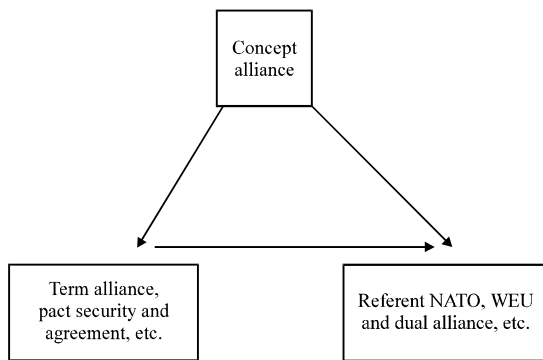 Concept
alliance
Term alliance,
pact security and
agreement, etc.
Referent NATO, WEU
and dual alliance, etc.